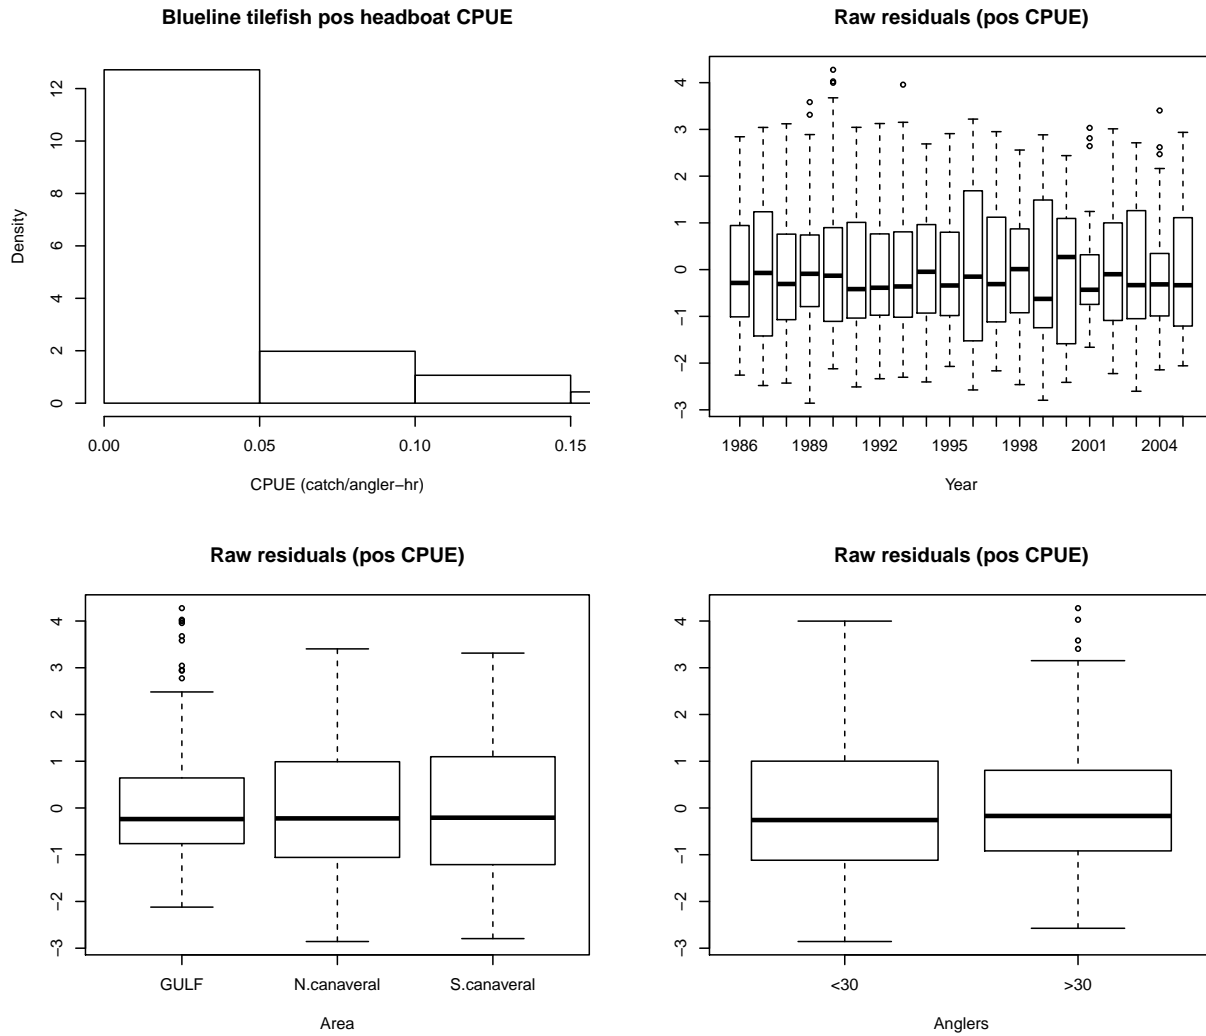 Blueline tilefish pos headboat CPUE
Density
12
10
8
6
4
2
0
0.00 0.05 0.10 0.15
CPUE (catch/angler−hr)
Raw residuals (pos CPUE)
4
3
2
1
0
−1
−2
−3
1986 1989 1992 1995 1998 2001 2004
Year
Raw residuals (pos CPUE)
4
3
2
1
0
−1
−2
−3
GULF N.canaveral S.canaveral
Area
Raw residuals (pos CPUE)
4
3
2
1
0
−1
−2
−3
<30 >30
Anglers